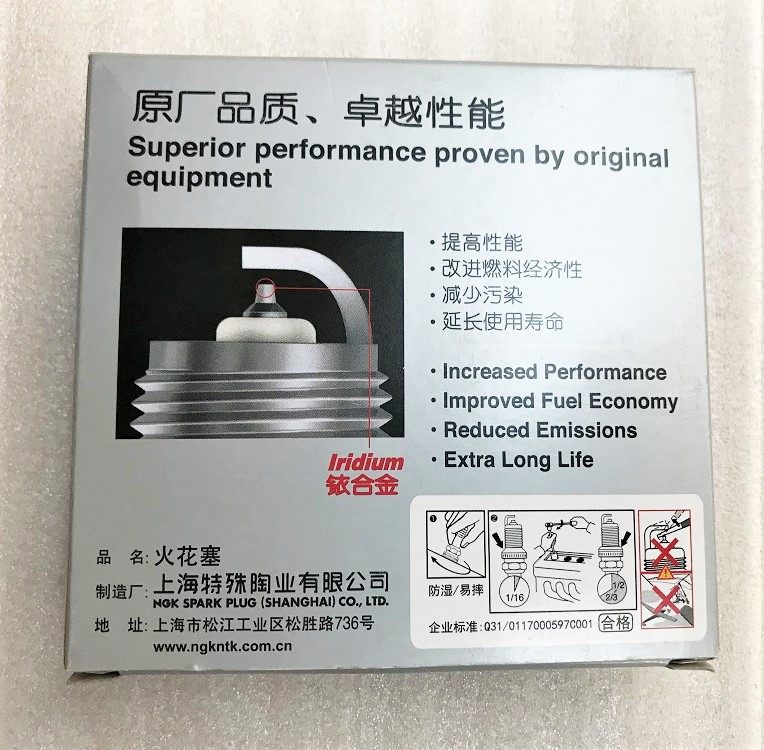 原厂品质、卓越性能
Superior performance proven by original
equipment
· 提高性能
· 改进燃料经济性
· 减少污染
· 延长使用寿命
· Increased Performance
· Improved Fuel Economy
· Reduced Emissions
· Extra Long Life
Iridium
铱合金
品 名: 火花塞
制造厂: 上海特殊陶业有限公司
NGK SPARK PLUG (SHANGHAI) CO., LTD.
地 址: 上海市松江工业区松胜路736号
www.ngkntk.com.cn
1
2
1/16
1/2
2/3
防湿/易摔
企业标准: Q31/0117000597C001 合格